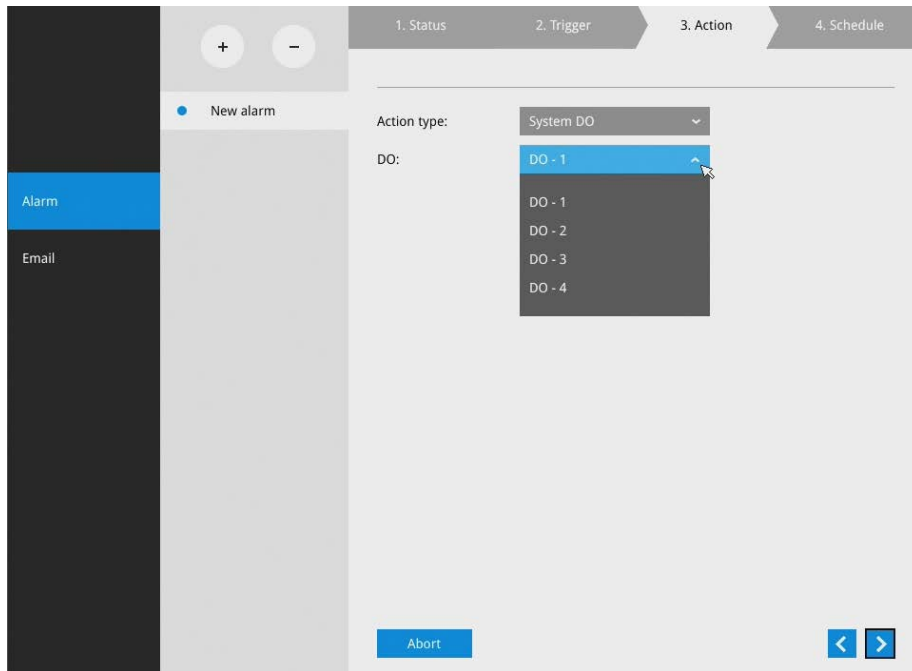 1. Status
2. Trigger
3. Action
4. Schedule
+
−
New alarm
Action type:
System DO
DO:
DO - 1
DO - 1
DO - 2
DO - 3
DO - 4
Alarm
Email
Abort